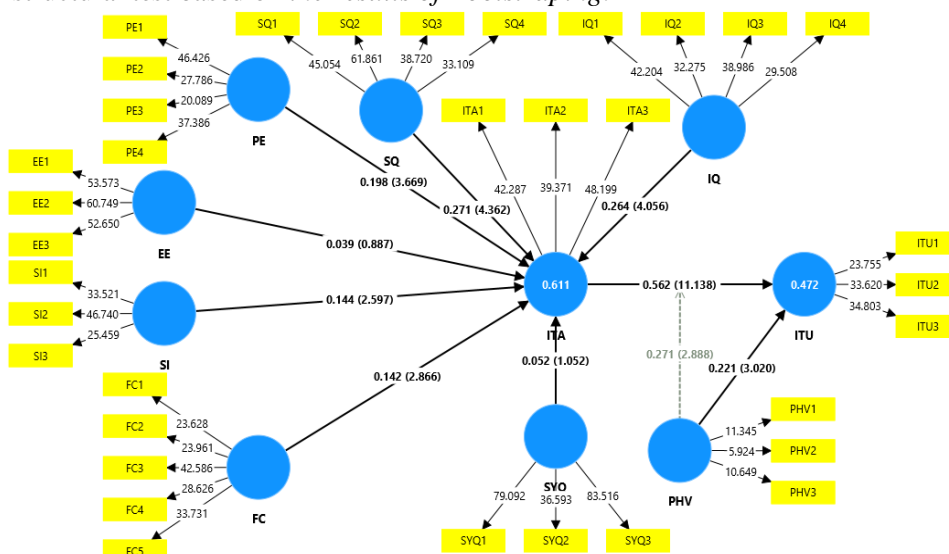 structural test based on the results of Bootstrapping.
PE1
SQ1
SQ2
SQ3
SQ4
IQ1
IQ2
IQ3
IQ4
46.426
45.054
61.861
38.720
33.109
42.204
32.275
38.986
29.508
PE2
27.786
PE3
20.089
37.386
PE4
PE
SQ
ITA1
ITA2
ITA3
IQ
EE1
53.573
EE2
60.749
EE3
52.650
EE
0.198 (3.669)
0.271 (4.362)
42.287
39.371
48.199
0.264 (4.056)
0.039 (0.887)
SI1
33.521
SI2
46.740
SI3
25.459
SI
0.144 (2.597)
0.611
ITA
0.562 (11.138)
0.472
ITU
ITU1
23.755
ITU2
33.620
ITU3
34.803
0.142 (2.866)
0.052 (1.052)
0.271 (2.888)
0.221 (3.020)
FC1
23.628
FC2
23.961
FC3
42.586
FC4
28.626
FC5
33.731
FC
SYQ
79.092
36.593
83.516
SYQ1
SYQ2
SYQ3
PHV
11.345
PHV1
5.924
PHV2
10.649
PHV3